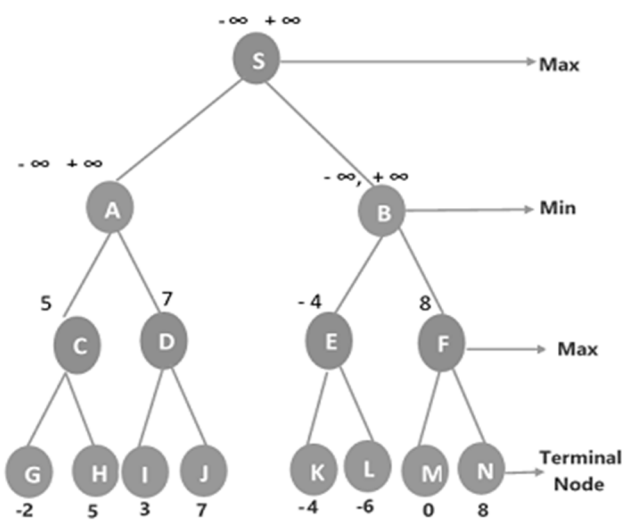 - ∞ + ∞
S
Max
- ∞ + ∞
- ∞, + ∞
A
B
Min
5
7
- 4
8
C
D
E
F
Max
G
H
I
J
K
L
M
N
Terminal
Node
-2
5
3
7
-4
-6
0
8